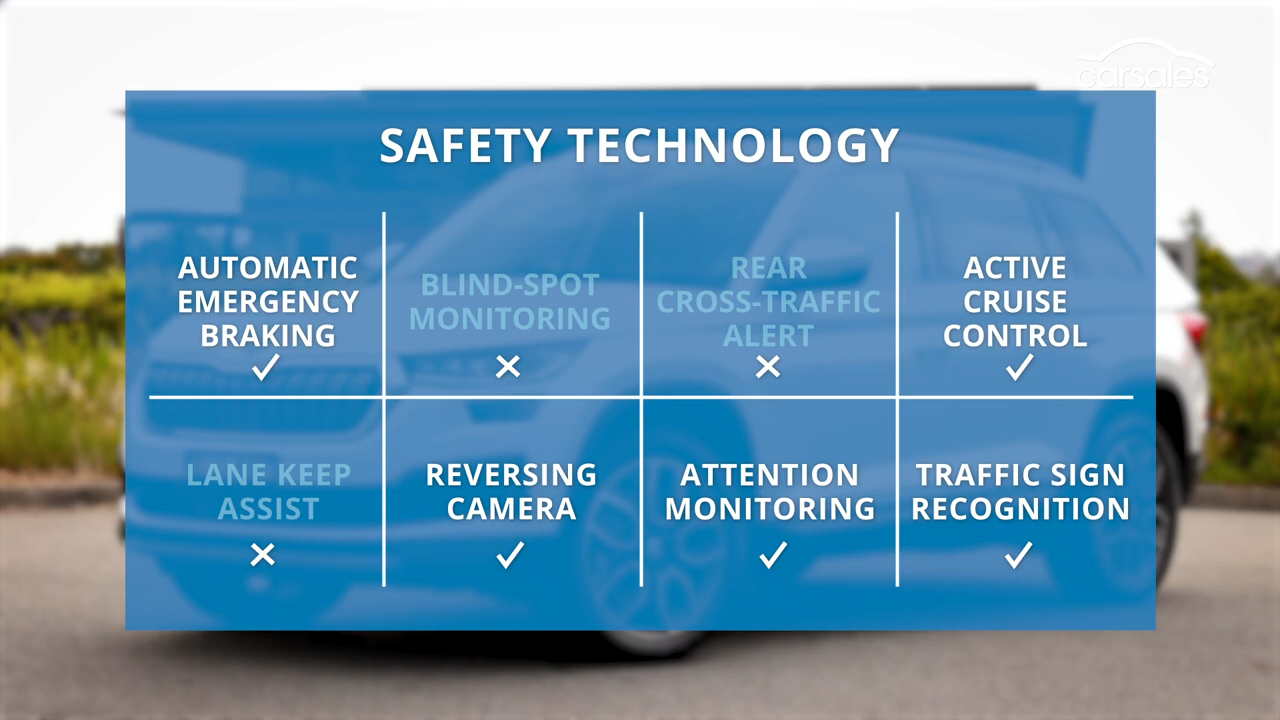 carsales
SAFETY TECHNOLOGY
AUTOMATIC
EMERGENCY
BRAKING
BLIND-SPOT
MONITORING
REAR
CROSS-TRAFFIC
ALERT
ACTIVE
CRUISE
CONTROL
LANE KEEP
ASSIST
REVERSING
CAMERA
ATTENTION
MONITORING
TRAFFIC SIGN
RECOGNITION